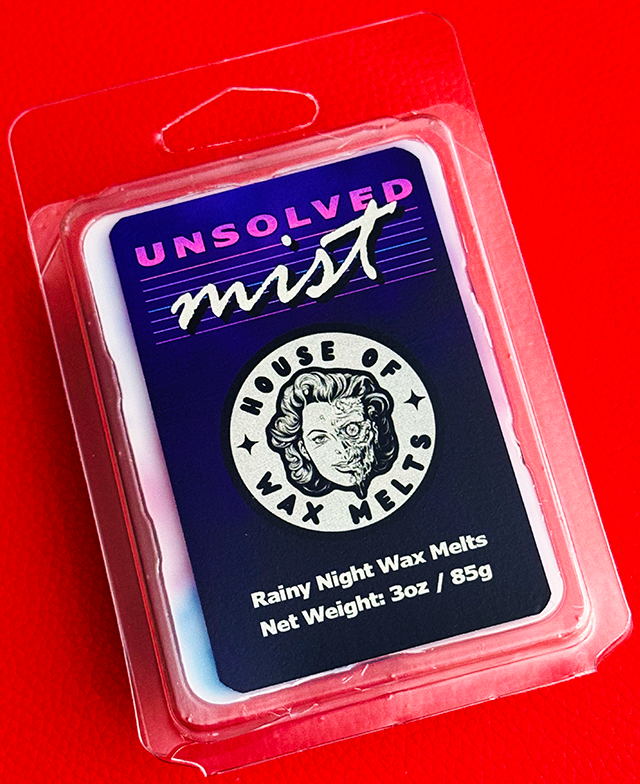 UNSOLVED
mist
HOUSE OF
WAX MELTS
Rainy Night Wax Melts
Net Weight: 3oz / 85g